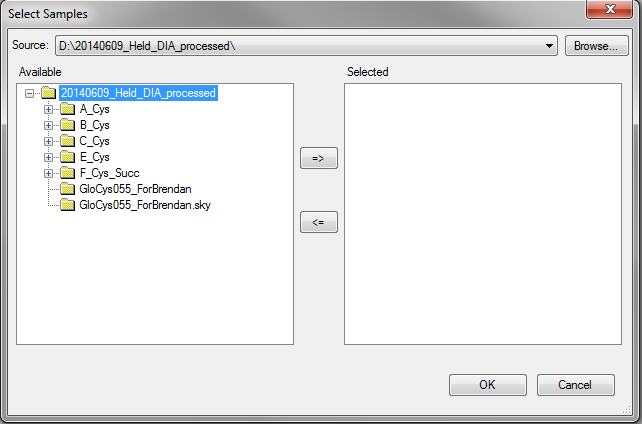 Select Samples
Source: D:\20140609_Held_DIA_processed\ Browse...
Available Selected
20140609_Held_DIA_processed
A_Cys
B_Cys
C_Cys
E_Cys
F_Cys_Succ
GloCys055_ForBrendan
GloCys055_ForBrendan.sky
=>
<=
OK Cancel